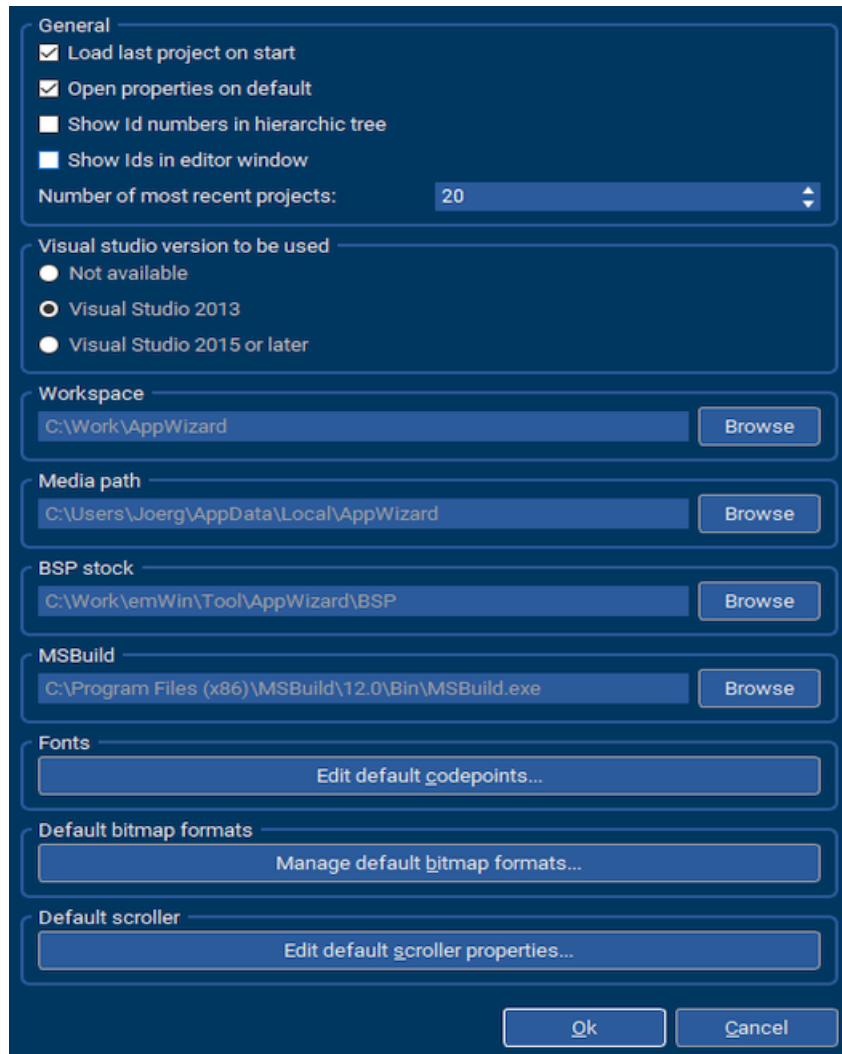 General
Load last project on start
Open properties on default
Show Id numbers in hierarchic tree
Show Ids in editor window
Number of most recent projects: 20
Visual studio version to be used
Not available
Visual Studio 2013
Visual Studio 2015 or later
Workspace
C:\Work\AppWizard Browse
Media path
C:\Users\Joerg\AppData\Local\AppWizard Browse
BSP stock
C:\Work\emWin\Tool\AppWizard\BSP Browse
MSBuild
C:\Program Files (x86)\MSBuild\12.0\Bin\MSBuild.exe Browse
Fonts
Edit default codepoints...
Default bitmap formats
Manage default bitmap formats...
Default scroller
Edit default scroller properties...
Ok Cancel